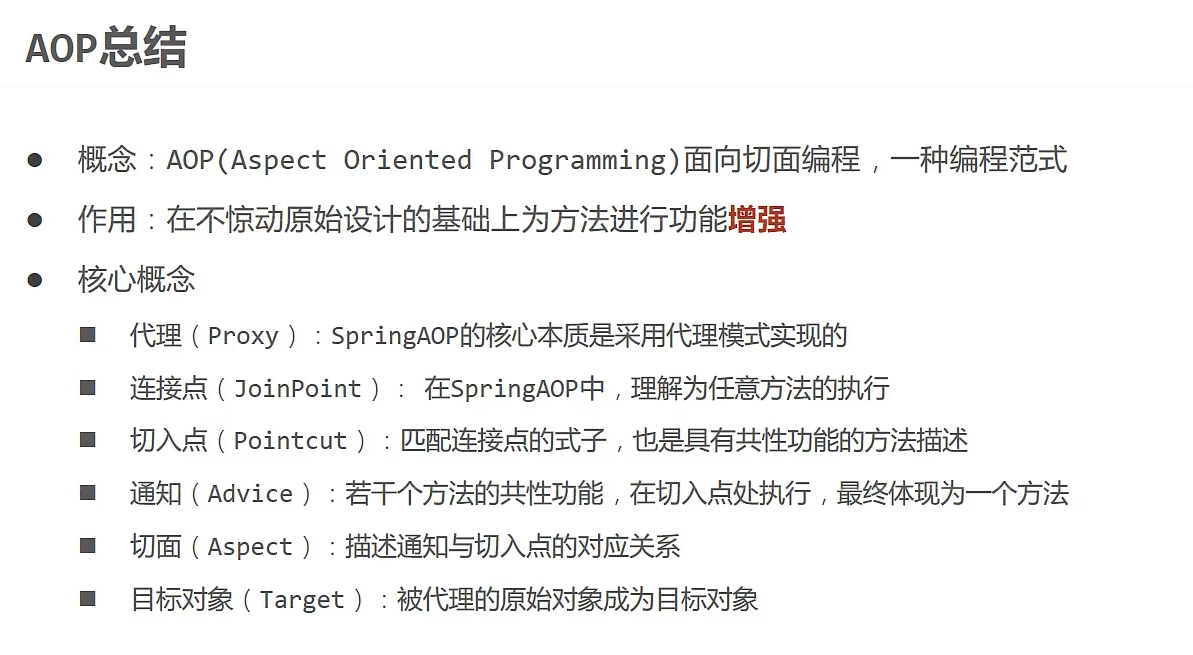 AOP总结
● 概念：AOP(Aspect Oriented Programming)面向切面编程，一种编程范式
● 作用：在不惊动原始设计的基础上为方法进行功能增强
● 核心概念
■ 代理（Proxy）：SpringAOP的核心本质是采用代理模式实现的
■ 连接点（JoinPoint）： 在SpringAOP中，理解为任意方法的执行
■ 切入点（Pointcut）：匹配连接点的式子，也是具有共性功能的方法描述
■ 通知（Advice）：若干个方法的共性功能，在切入点处执行，最终体现为一个方法
■ 切面（Aspect）：描述通知与切入点的对应关系
■ 目标对象（Target）：被代理的原始对象成为目标对象